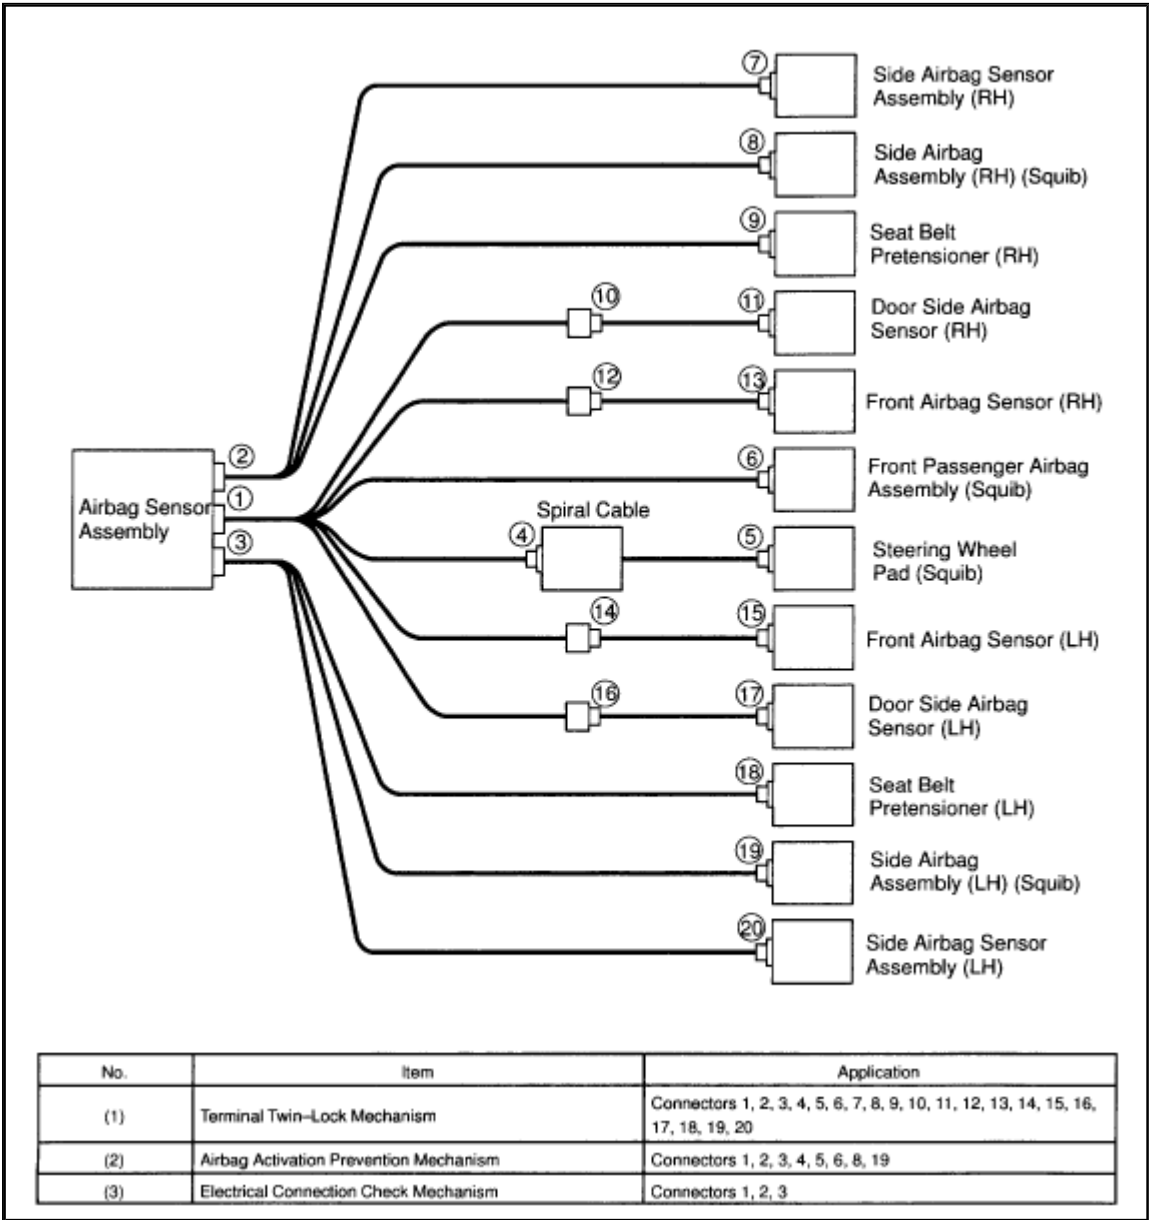 ⑦
Side Airbag Sensor
Assembly (RH)
⑧
Side Airbag
Assembly (RH) (Squib)
⑨
Seat Belt
Pretensioner (RH)
⑩
⑪
Door Side Airbag
Sensor (RH)
⑫
⑬
Front Airbag Sensor (RH)
②
⑥
Front Passenger Airbag
Assembly (Squib)
Airbag Sensor
Assembly
①
Spiral Cable
③
④
⑤
Steering Wheel
Pad (Squib)
⑭
⑮
Front Airbag Sensor (LH)
⑯
⑰
Door Side Airbag
Sensor (LH)
⑱
Seat Belt
Pretensioner (LH)
⑲
Side Airbag
Assembly (LH) (Squib)
⑳
Side Airbag Sensor
Assembly (LH)
No. Item Application
(1) Terminal Twin–Lock Mechanism Connectors 1, 2, 3, 4, 5, 6, 7, 8, 9, 10, 11, 12, 13, 14, 15, 16,
17, 18, 19, 20
(2) Airbag Activation Prevention Mechanism Connectors 1, 2, 3, 4, 5, 6, 8, 19
(3) Electrical Connection Check Mechanism Connectors 1, 2, 3